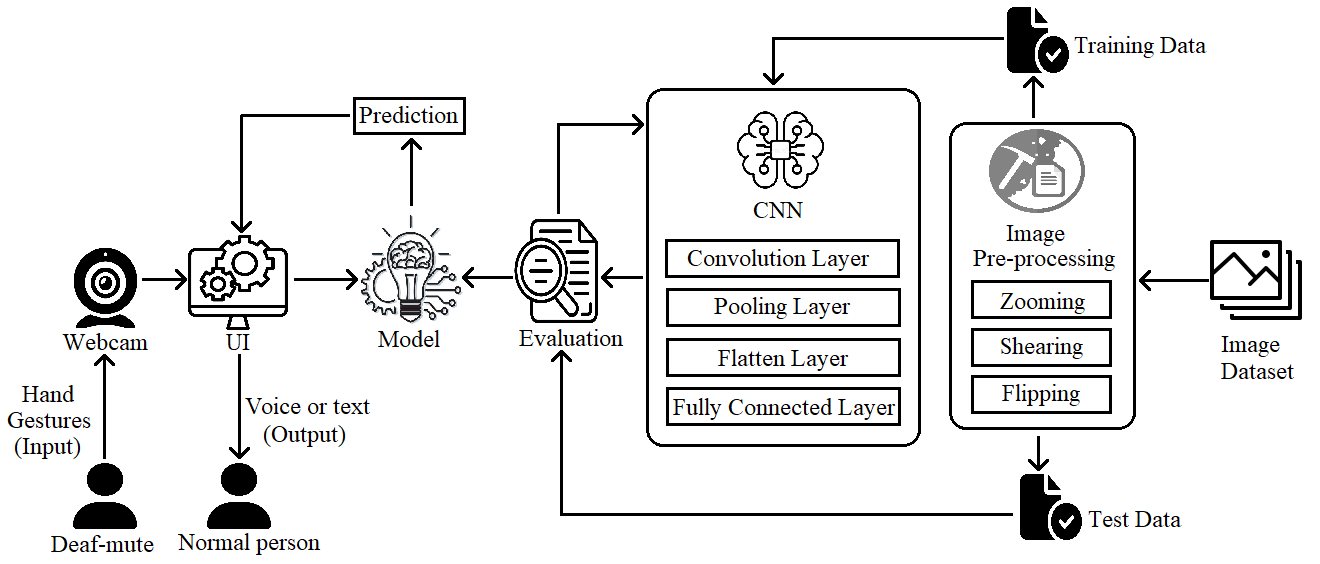 Training Data
Prediction
CNN
Image
Pre-processing
Convolution Layer
Zooming
Pooling Layer
Webcam
UI
Model
Evaluation
Shearing
Image
Dataset
Flatten Layer
Flipping
Fully Connected Layer
Hand
Gestures
(Input)
Voice or text
(Output)
Test Data
Deaf-mute
Normal person